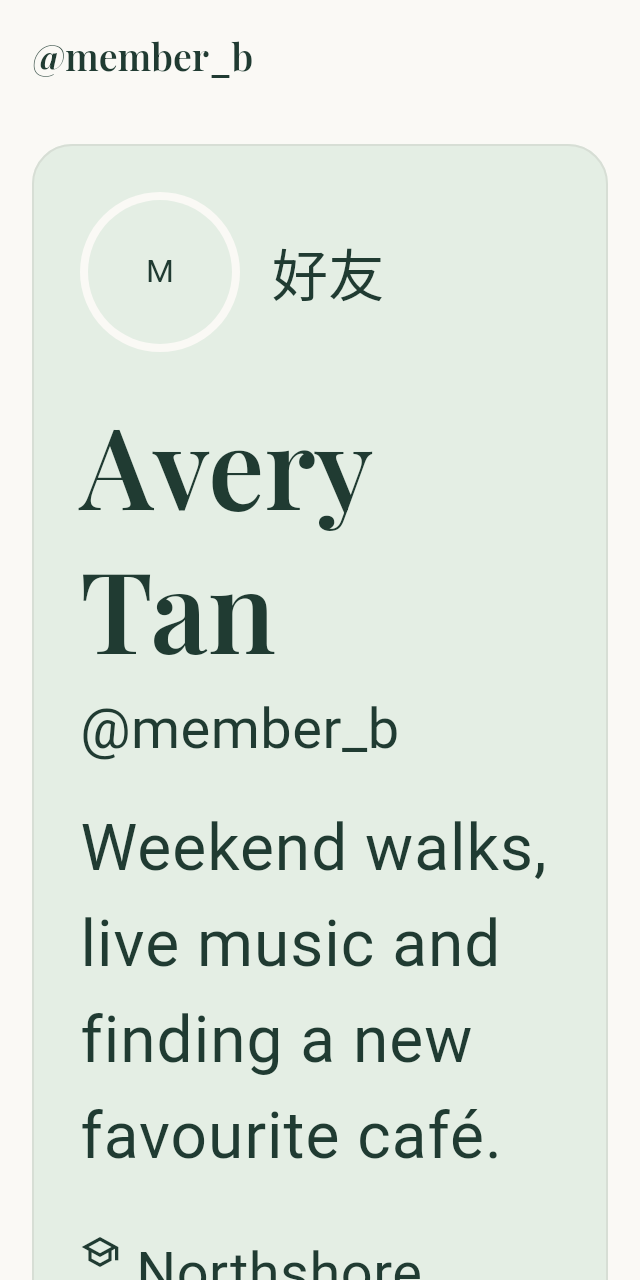 @member_b
M
好友
Avery
Tan
@member_b
Weekend walks,
live music and
finding a new
favourite café.
Northshore